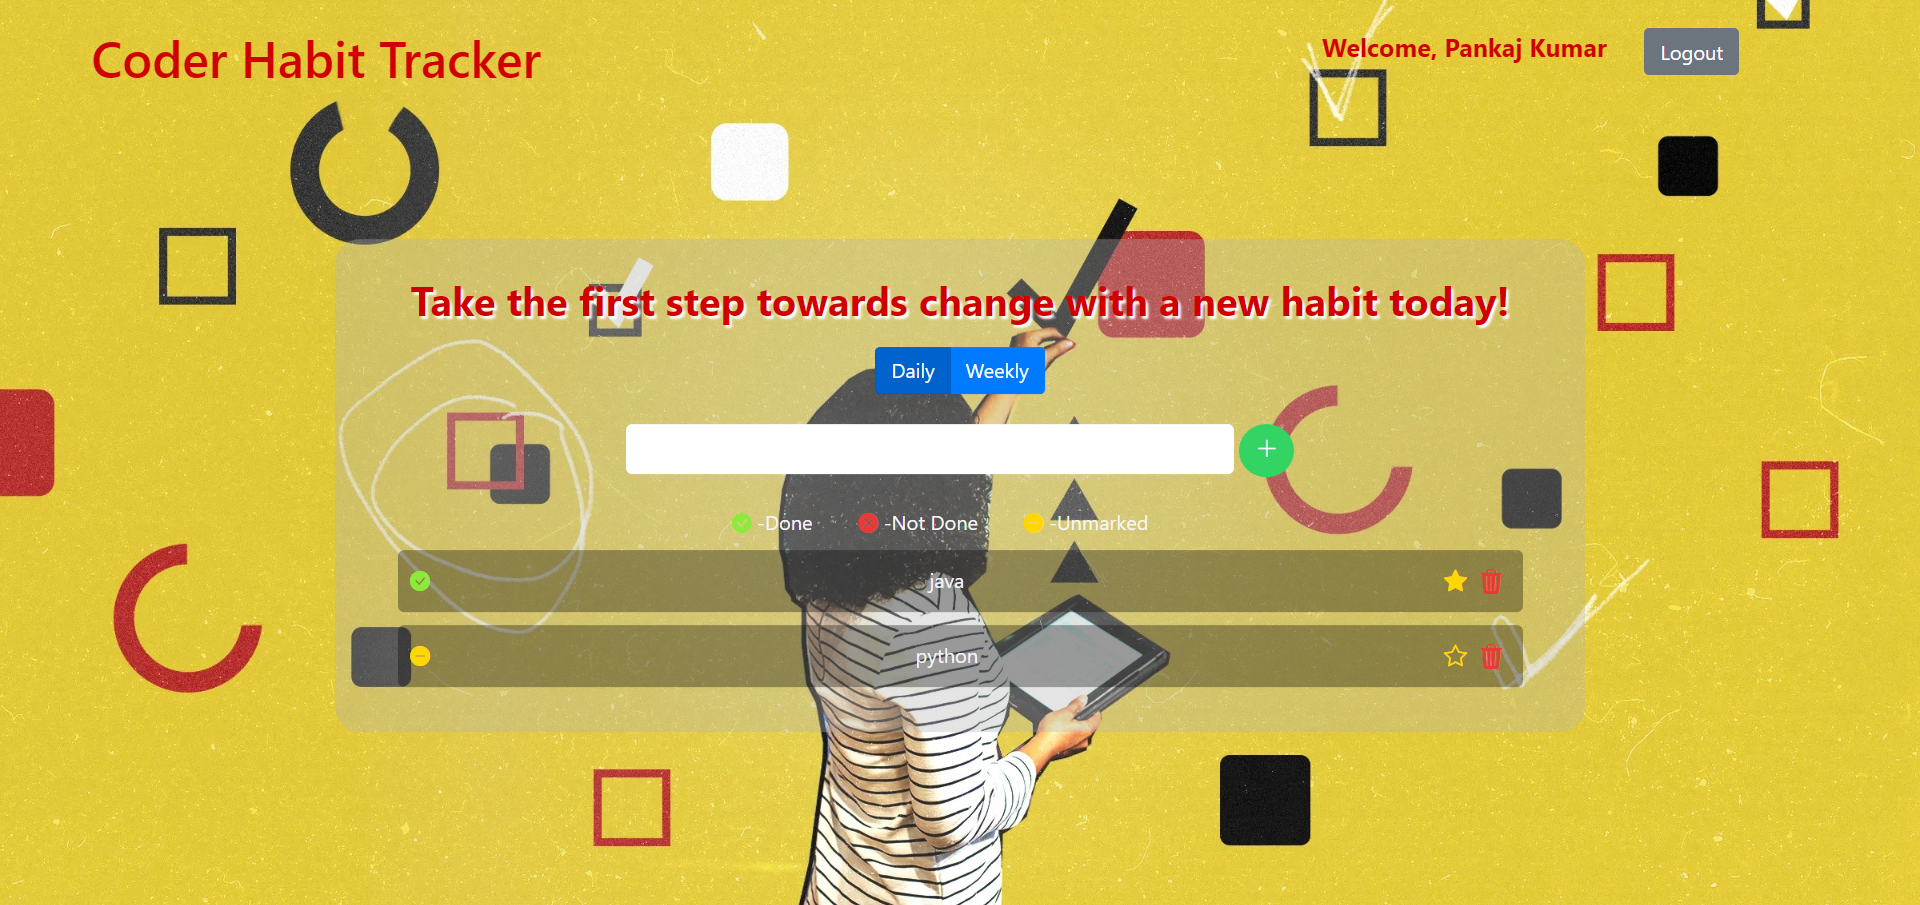 Coder Habit Tracker
Welcome, Pankaj Kumar
Logout
Take the first step towards change with a new habit today!
Daily Weekly
-Done -Not Done -Unmarked
java
python